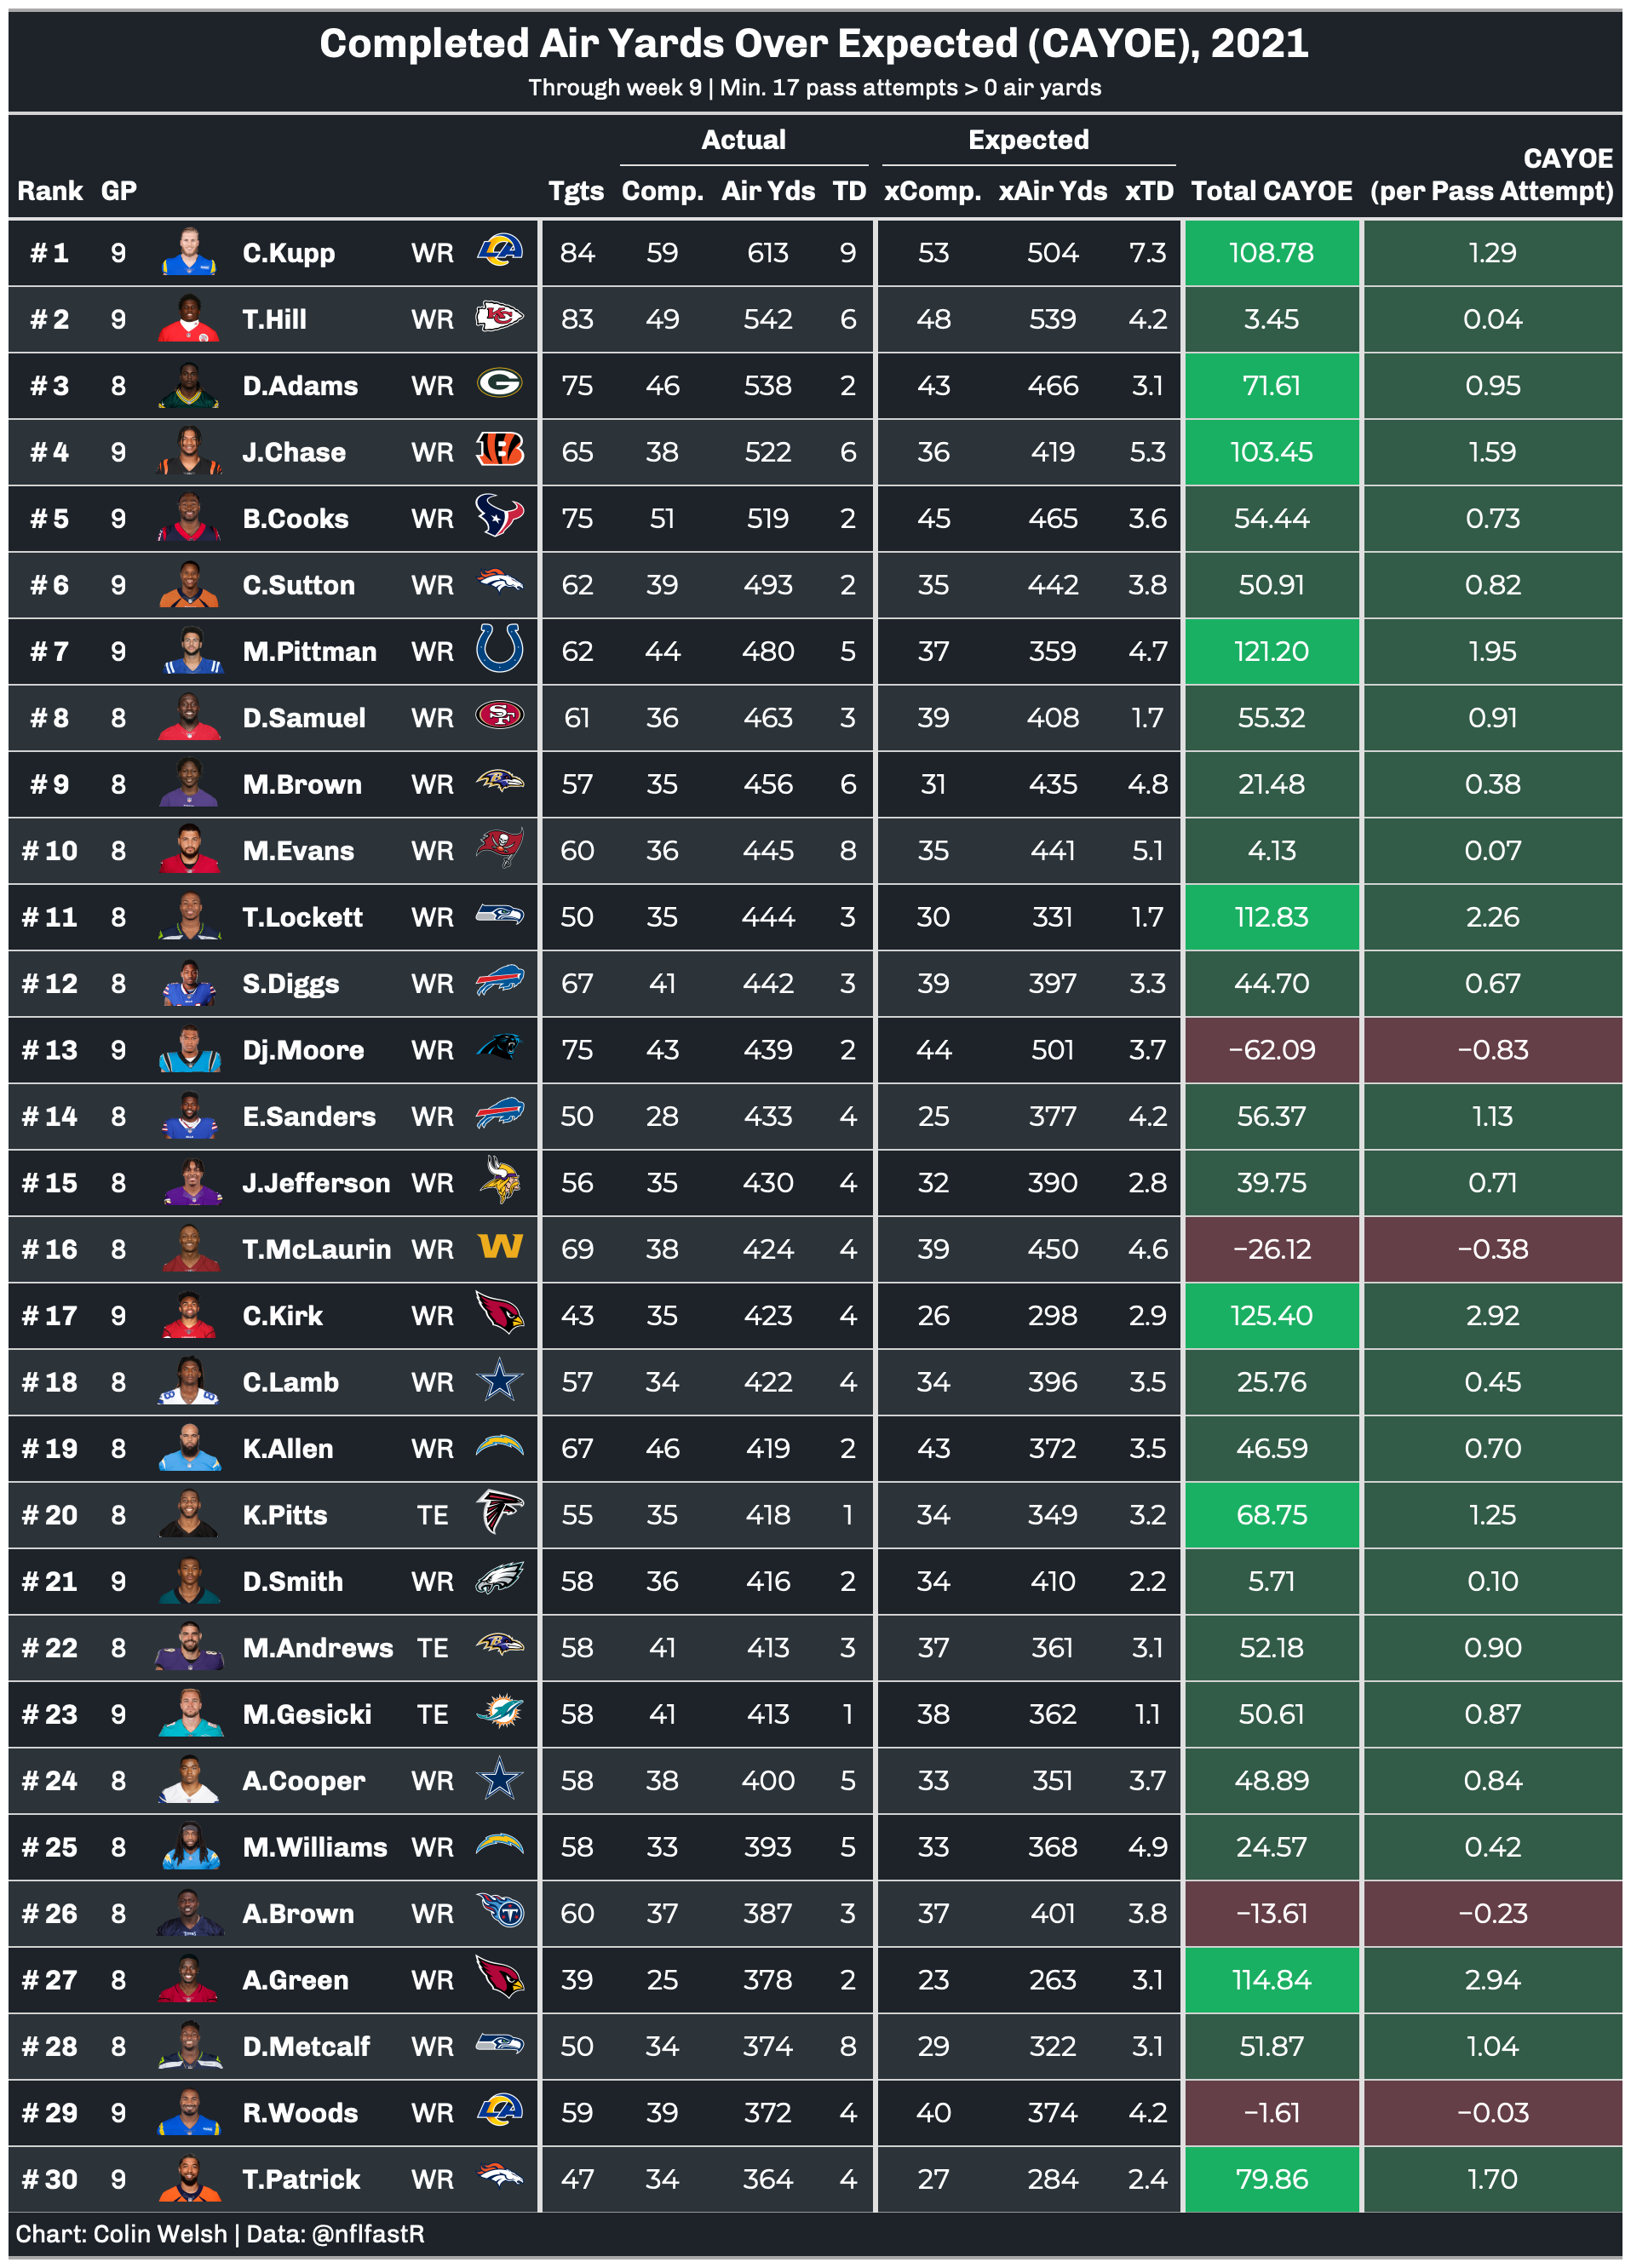 Completed Air Yards Over Expected (CAYOE), 2021
Through week 9 | Min. 17 pass attempts > 0 air yards
Actual Expected
CAYOE
Rank GP Tgts Comp. Air Yds TD xComp. xAir Yds xTD Total CAYOE (per Pass Attempt)
# 1 9 C.Kupp WR LA 84 59 613 9 53 504 7.3 108.78 1.29
# 2 9 T.Hill WR KC 83 49 542 6 48 539 4.2 3.45 0.04
# 3 8 D.Adams WR G 75 46 538 2 43 466 3.1 71.61 0.95
# 4 9 J.Chase WR B 65 38 522 6 36 419 5.3 103.45 1.59
# 5 9 B.Cooks WR 75 51 519 2 45 465 3.6 54.44 0.73
# 6 9 C.Sutton WR 62 39 493 2 35 442 3.8 50.91 0.82
# 7 9 M.Pittman WR 62 44 480 5 37 359 4.7 121.20 1.95
# 8 8 D.Samuel WR SF 61 36 463 3 39 408 1.7 55.32 0.91
# 9 8 M.Brown WR B 57 35 456 6 31 435 4.8 21.48 0.38
# 10 8 M.Evans WR 60 36 445 8 35 441 5.1 4.13 0.07
# 11 8 T.Lockett WR 50 35 444 3 30 331 1.7 112.83 2.26
# 12 8 S.Diggs WR 67 41 442 3 39 397 3.3 44.70 0.67
# 13 9 Dj.Moore WR 75 43 439 2 44 501 3.7 −62.09 −0.83
# 14 8 E.Sanders WR 50 28 433 4 25 377 4.2 56.37 1.13
# 15 8 J.Jefferson WR 56 35 430 4 32 390 2.8 39.75 0.71
# 16 8 T.McLaurin WR W 69 38 424 4 39 450 4.6 −26.12 −0.38
# 17 9 C.Kirk WR 43 35 423 4 26 298 2.9 125.40 2.92
# 18 8 C.Lamb WR 57 34 422 4 34 396 3.5 25.76 0.45
# 19 8 K.Allen WR 67 46 419 2 43 372 3.5 46.59 0.70
# 20 8 K.Pitts TE 55 35 418 1 34 349 3.2 68.75 1.25
# 21 9 D.Smith WR 58 36 416 2 34 410 2.2 5.71 0.10
# 22 8 M.Andrews TE B 58 41 413 3 37 361 3.1 52.18 0.90
# 23 9 M.Gesicki TE 58 41 413 1 38 362 1.1 50.61 0.87
# 24 8 A.Cooper WR 58 38 400 5 33 351 3.7 48.89 0.84
# 25 8 M.Williams WR 58 33 393 5 33 368 4.9 24.57 0.42
# 26 8 A.Brown WR T 60 37 387 3 37 401 3.8 −13.61 −0.23
# 27 8 A.Green WR 39 25 378 2 23 263 3.1 114.84 2.94
# 28 8 D.Metcalf WR 50 34 374 8 29 322 3.1 51.87 1.04
# 29 9 R.Woods WR LA 59 39 372 4 40 374 4.2 −1.61 −0.03
# 30 9 T.Patrick WR 47 34 364 4 27 284 2.4 79.86 1.70
Chart: Colin Welsh | Data: @nflfastR